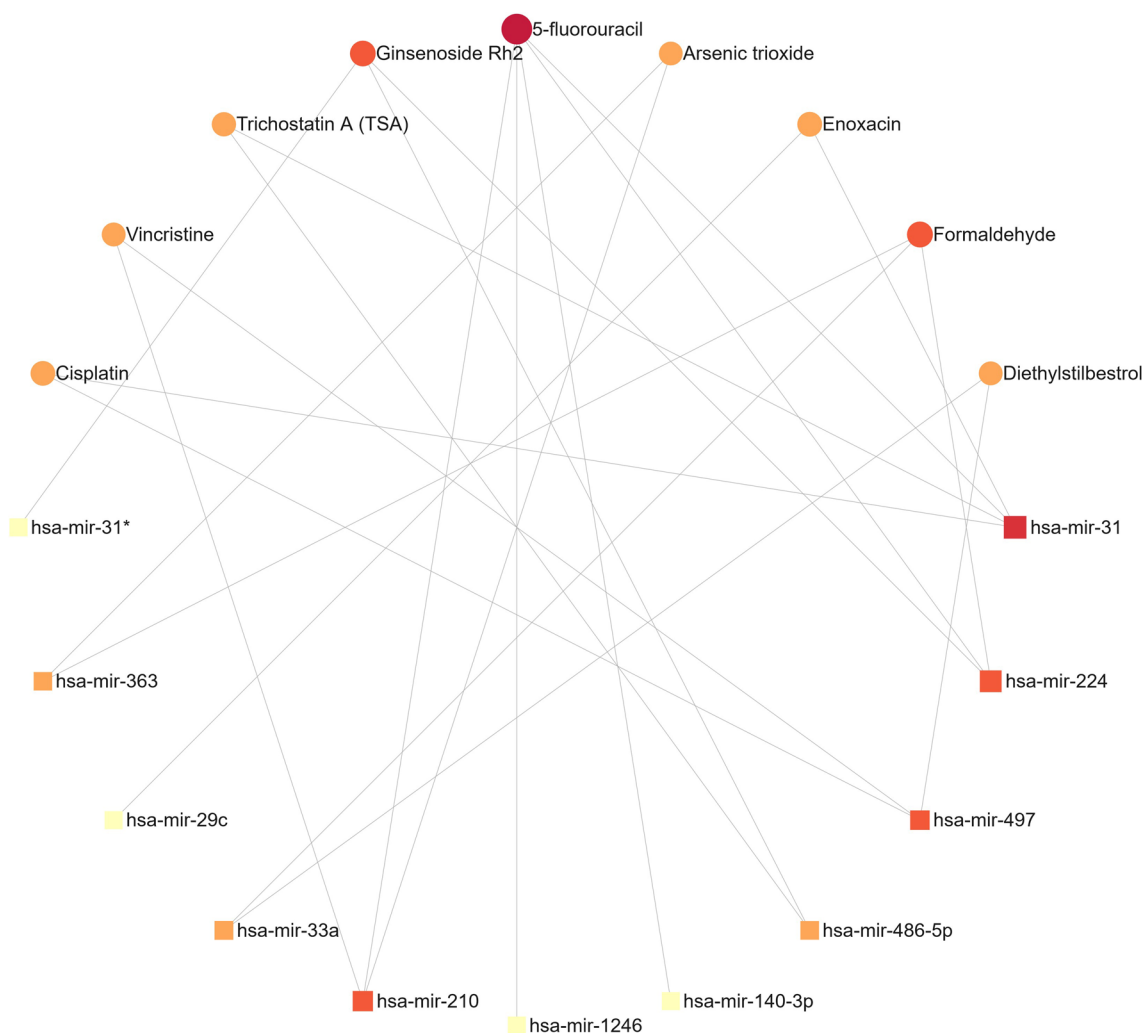 5-fluorouracil
Ginsenoside Rh2
Arsenic trioxide
Trichostatin A (TSA)
Enoxacin
Vincristine
Formaldehyde
Cisplatin
Diethylstilbestrol
hsa-mir-31*
hsa-mir-31
hsa-mir-363
hsa-mir-224
hsa-mir-29c
hsa-mir-497
hsa-mir-33a
hsa-mir-486-5p
hsa-mir-210
hsa-mir-140-3p
hsa-mir-1246